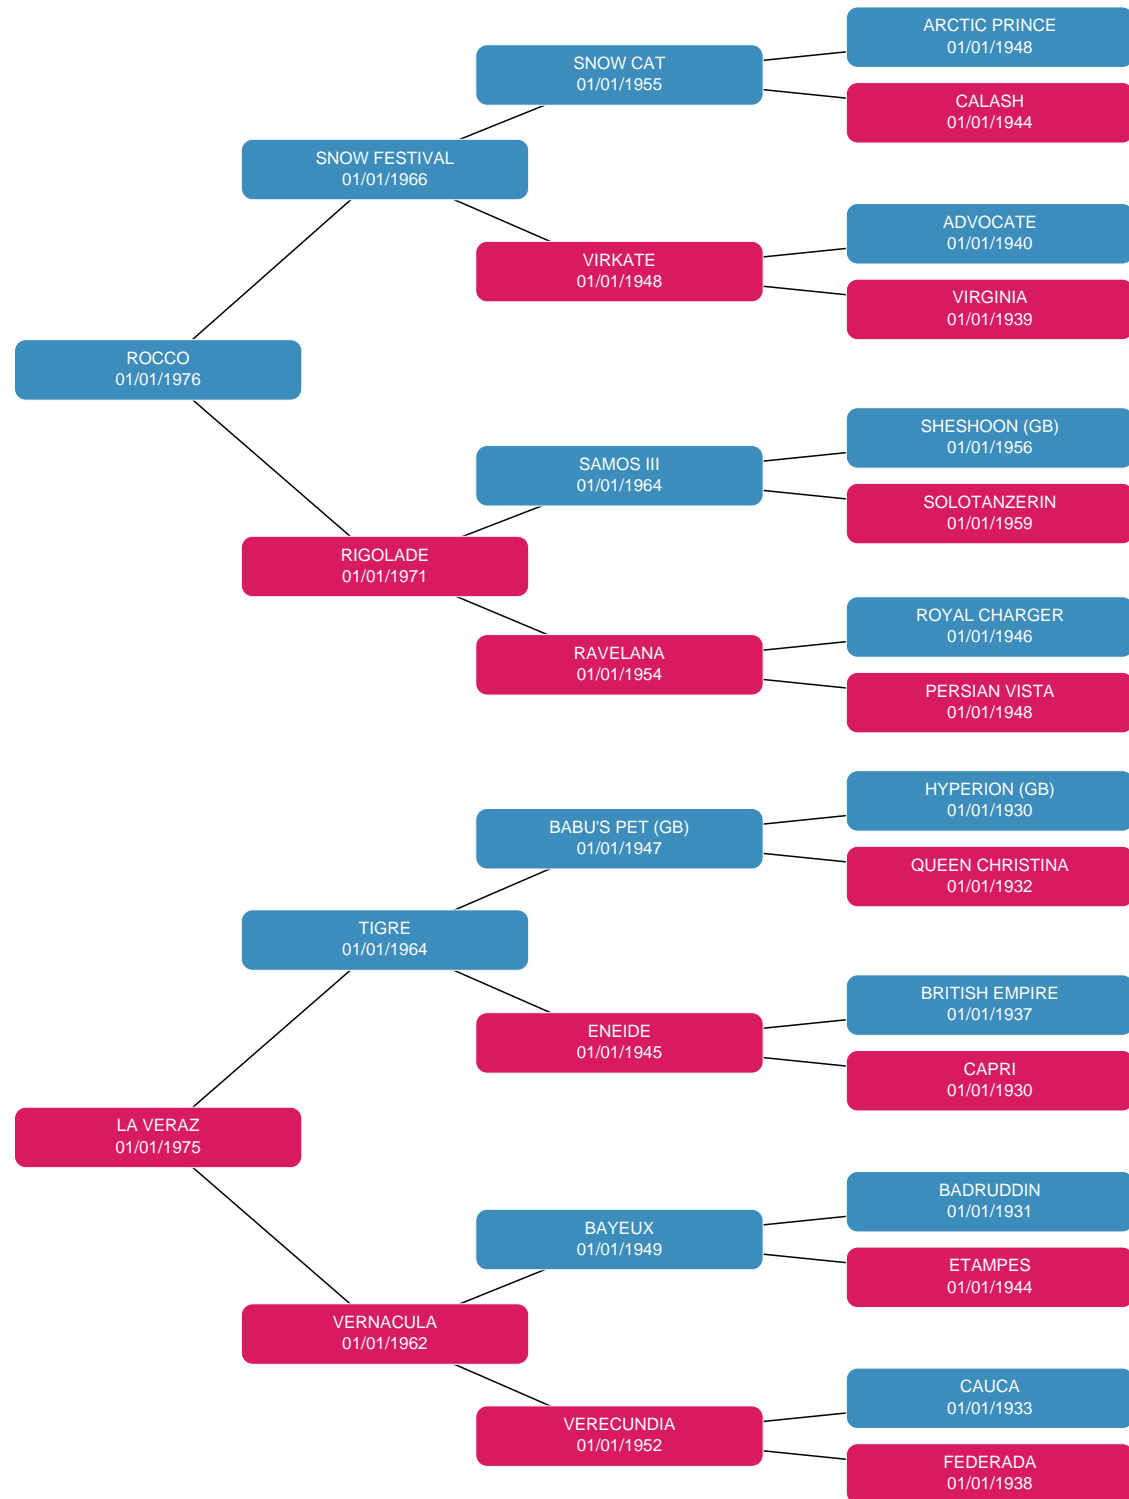 ARCTIC PRINCE
01/01/1948
SNOW CAT
01/01/1955
CALASH
01/01/1944
SNOW FESTIVAL
01/01/1966
ADVOCATE
01/01/1940
VIRKATE
01/01/1948
VIRGINIA
01/01/1939
ROCCO
01/01/1976
SHESHOON (GB)
01/01/1956
SAMOS III
01/01/1964
SOLOTANZERIN
01/01/1959
RIGOLADE
01/01/1971
ROYAL CHARGER
01/01/1946
RAVELANA
01/01/1954
PERSIAN VISTA
01/01/1948
HYPERION (GB)
01/01/1930
BABU'S PET (GB)
01/01/1947
QUEEN CHRISTINA
01/01/1932
TIGRE
01/01/1964
BRITISH EMPIRE
01/01/1937
ENEIDE
01/01/1945
CAPRI
01/01/1930
LA VERAZ
01/01/1975
BADRUDDIN
01/01/1931
BAYEUX
01/01/1949
ETAMPES
01/01/1944
VERNACULA
01/01/1962
CAUCA
01/01/1933
VERECUNDIA
01/01/1952
FEDERADA
01/01/1938